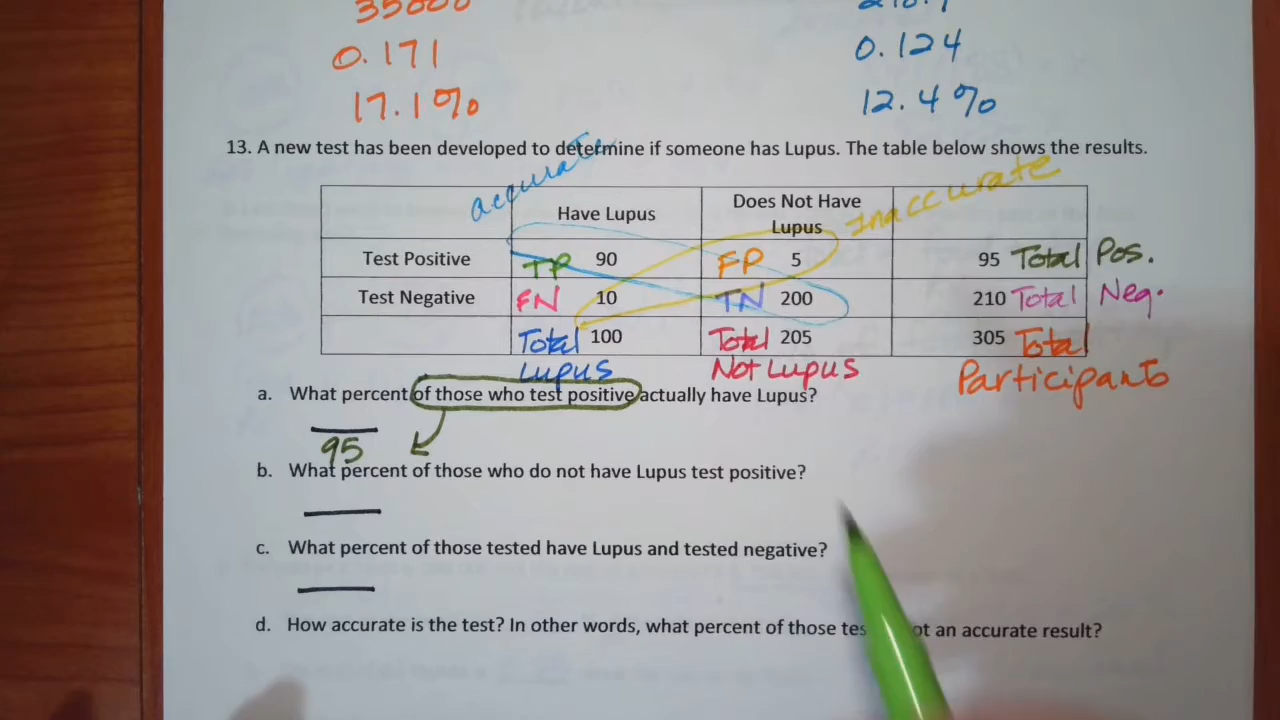 35000
0.171
0.124
17.1%
12.4%
13. A new test has been developed to determine if someone has Lupus. The table below shows the results.
accurate
Inaccurate
Have Lupus
Does Not Have
Lupus
Test Positive TP 90 FP 5 95 Total Pos.
Test Negative FN 10 TN 200 210 Total Neg.
Total 100 Total 205 305 Total
Lupus Not Lupus Participants
a. What percent of those who test positive actually have Lupus?
95
b. What percent of those who do not have Lupus test positive?
c. What percent of those tested have Lupus and tested negative?
d. How accurate is the test? In other words, what percent of those an accurate result?